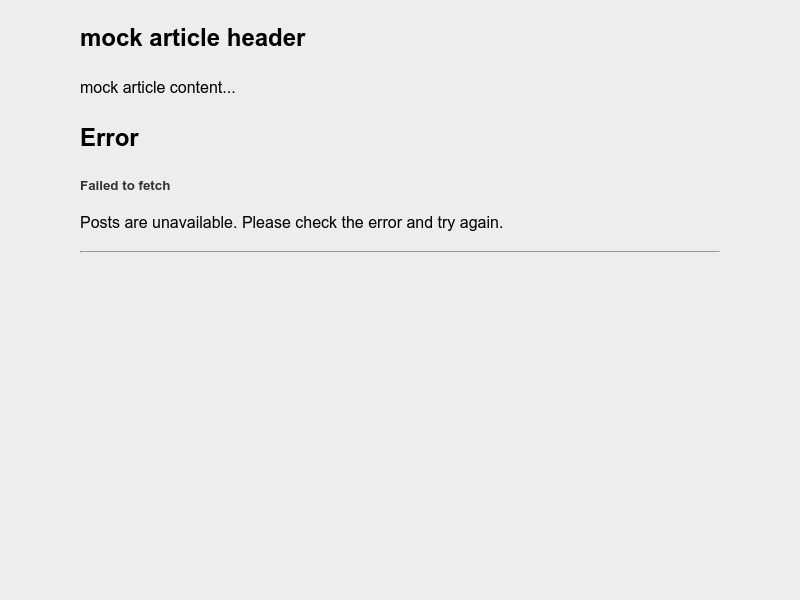 mock article header
mock article content...
Error
Failed to fetch
Posts are unavailable. Please check the error and try again.